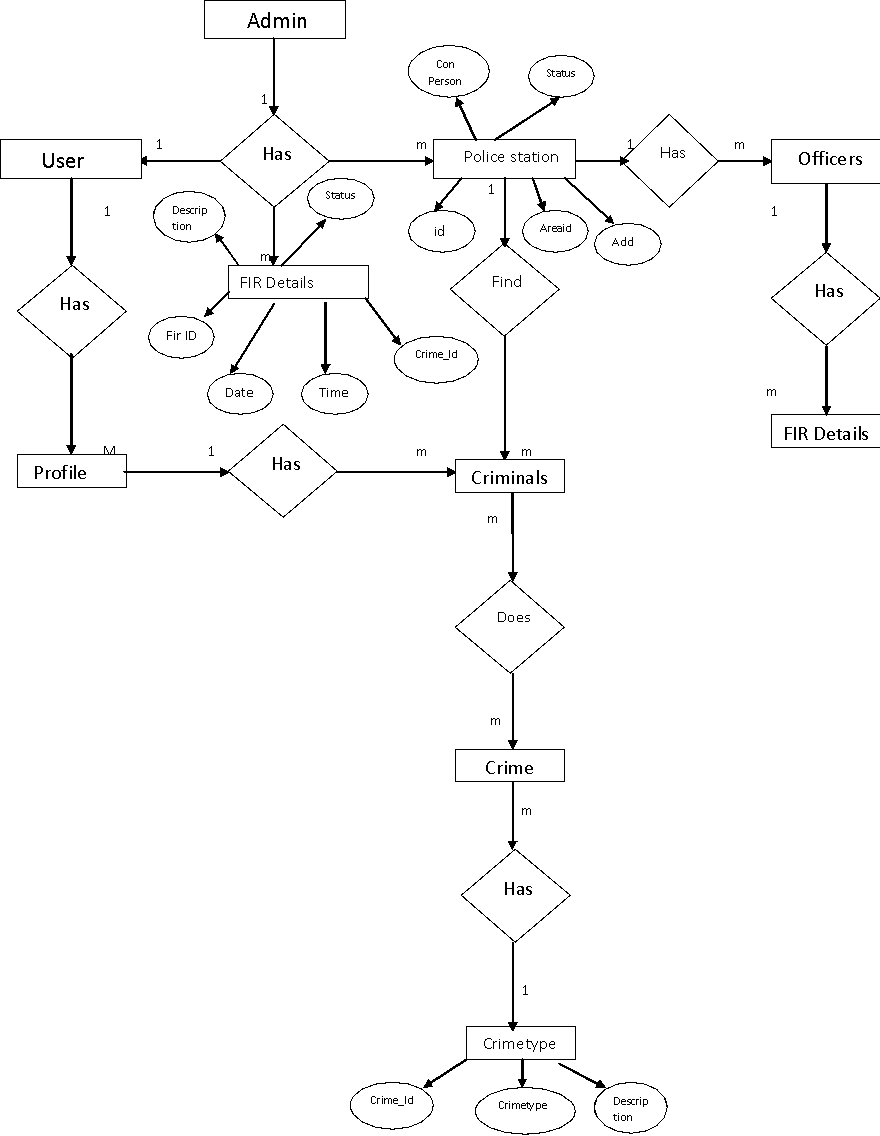 Admin
Con
Person
Status
1
1
Has
m
Police station
1
Has
m
User
Officers
Descrip
tion
Status
1
id
Areaid
Add
1
1
m
FIR Details
Find
Has
Has
Fir ID
Crime_Id
Date
Time
m
FIR Details
M
Profile
1
Has
m
m
Criminals
m
Does
m
Crime
m
Has
1
Crimetype
Crime_Id
Crimetype
Descrip
tion